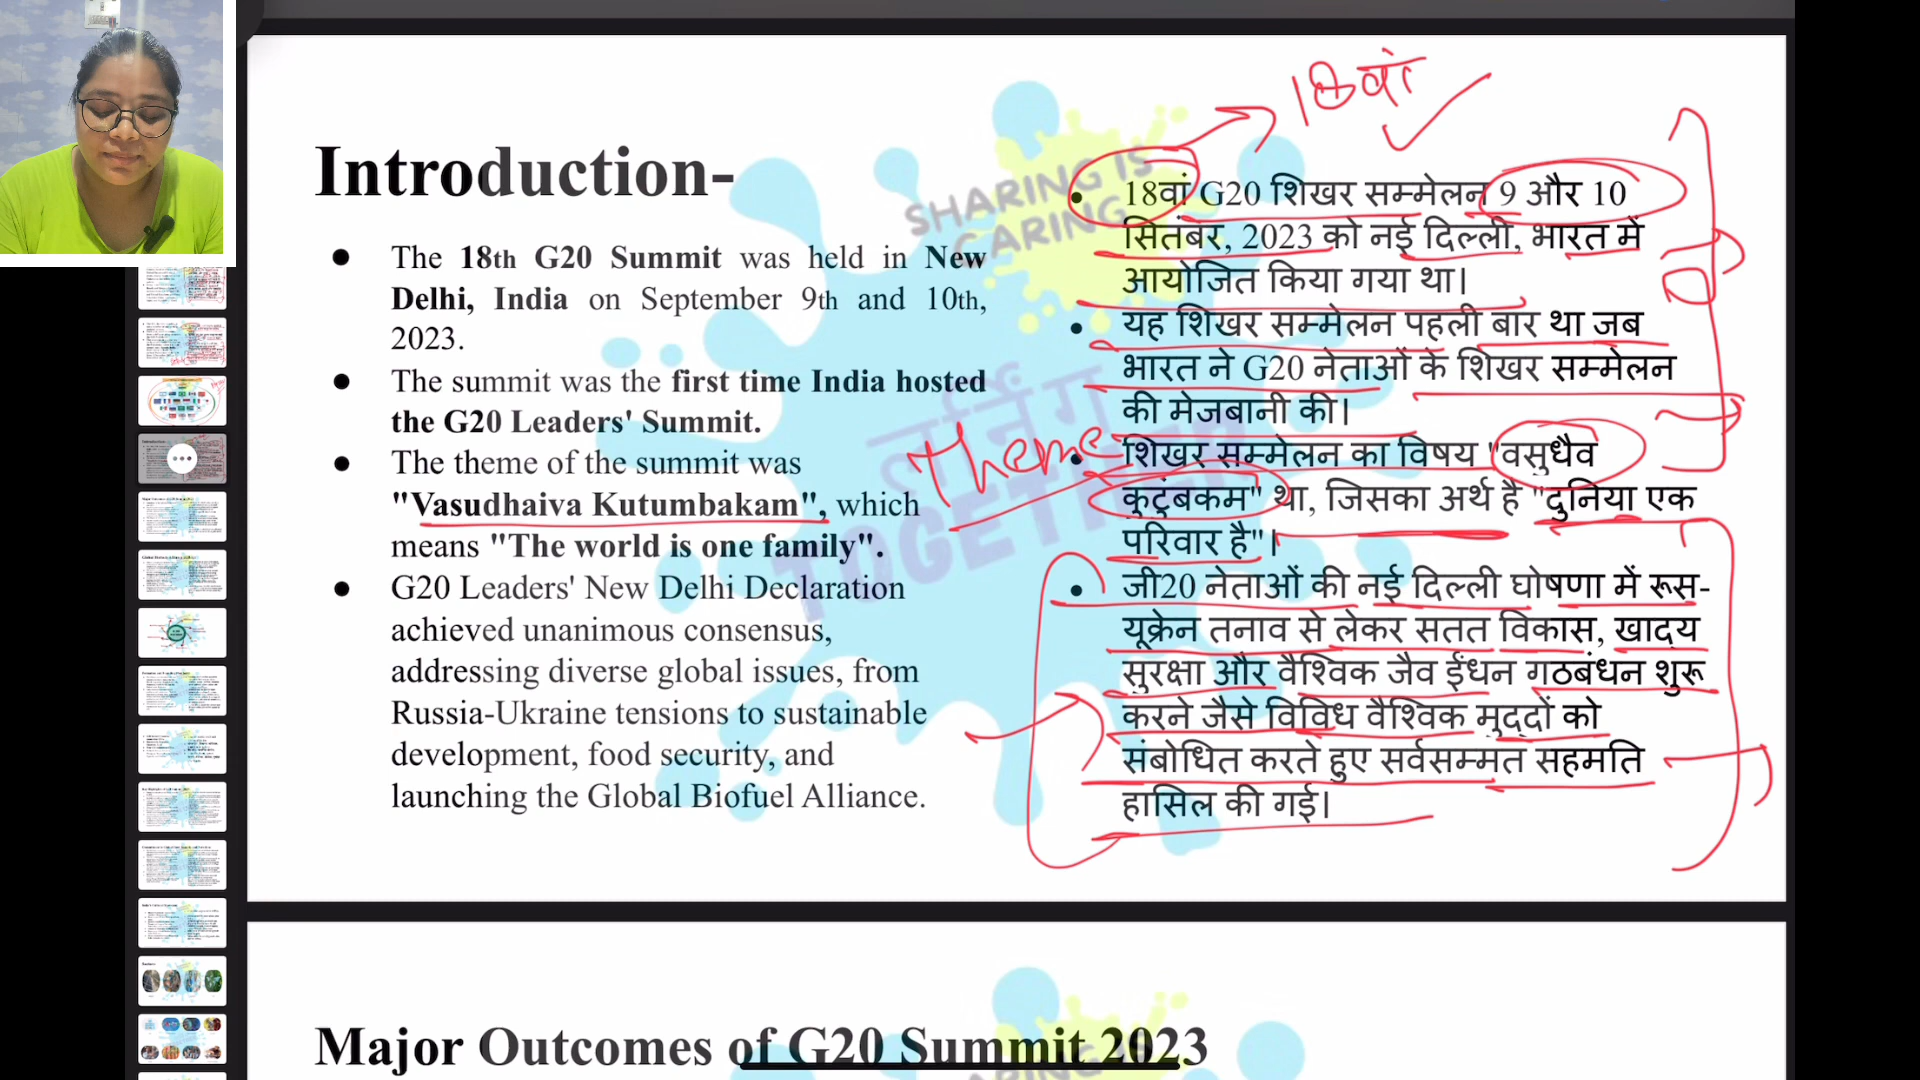 Introduction-
The 18th G20 Summit was held in New
Delhi, India on September 9th and 10th,
2023.
The summit was the first time India hosted
the G20 Leaders' Summit.
The theme of the summit was
"Vasudhaiva Kutumbakam", which
means "The world is one family".
G20 Leaders' New Delhi Declaration
achieved unanimous consensus,
addressing diverse global issues, from
Russia-Ukraine tensions to sustainable
development, food security, and
launching the Global Biofuel Alliance.
18वां
18वां G20 शिखर सम्मेलन 9 और 10
सितंबर, 2023 को नई दिल्ली, भारत में
आयोजित किया गया था।
यह शिखर सम्मेलन पहली बार था जब
भारत ने G20 नेताओं के शिखर सम्मेलन
की मेजबानी की।
Theme
शिखर सम्मेलन का विषय "वसुधैव
कुटुंबकम" था, जिसका अर्थ है "दुनिया एक
परिवार है"।
जी20 नेताओं की नई दिल्ली घोषणा में रूस-
यूक्रेन तनाव से लेकर सतत विकास, खाद्य
सुरक्षा और वैश्विक जैव ईंधन गठबंधन शुरू
करने जैसे विविध वैश्विक मुद्दों को
संबोधित करते हुए सर्वसम्मत सहमति
हासिल की गई।
SHARING IS
CARING
लर्निंग
TOGETHER
Major Outcomes of G20 Summit 2023